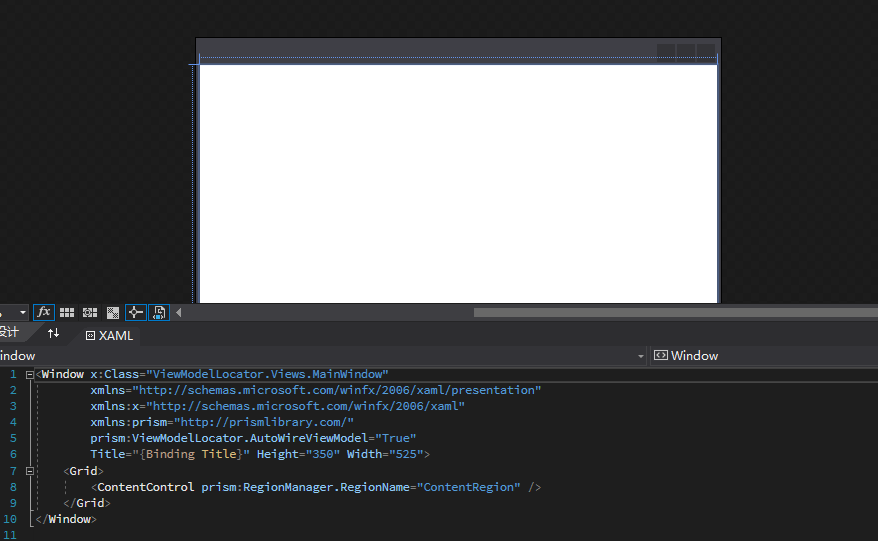 fx
设计
XAML
indow
Window
1 <Window x:Class="ViewModelLocator.Views.MainWindow"
2 xmlns="http://schemas.microsoft.com/winfx/2006/xaml/presentation"
3 xmlns:x="http://schemas.microsoft.com/winfx/2006/xaml"
4 xmlns:prism="http://prismlibrary.com/"
5 prism:ViewModelLocator.AutoWireViewModel="True"
6 Title="{Binding Title}" Height="350" Width="525">
7 <Grid>
8 <ContentControl prism:RegionManager.RegionName="ContentRegion" />
9 </Grid>
10 </Window>
11